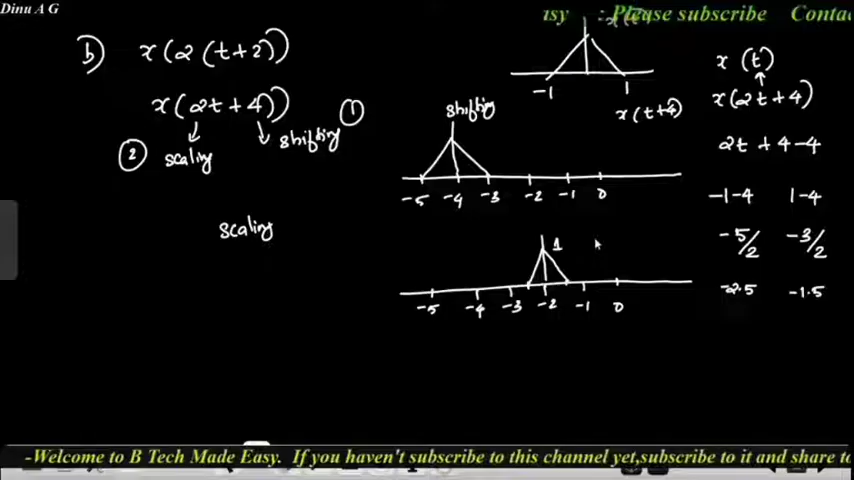 Dinu A G
usy - Please subscribe Conta
b) x(2(t+2))
x(2t+4)) ①
② scaling shifting
scaling
-1 1
x(t+4)
shifting
-5 -4 -3 -2 -1 0
1
-5 -4 -3 -2 -1 0
x(t)
x(2t+4)
2t+4-4
-1-4 1-4
-5/2 -3/2
-2.5 -1.5
-Welcome to B Tech Made Easy. If you haven't subscribe to this channel yet,subscribe to it and share to